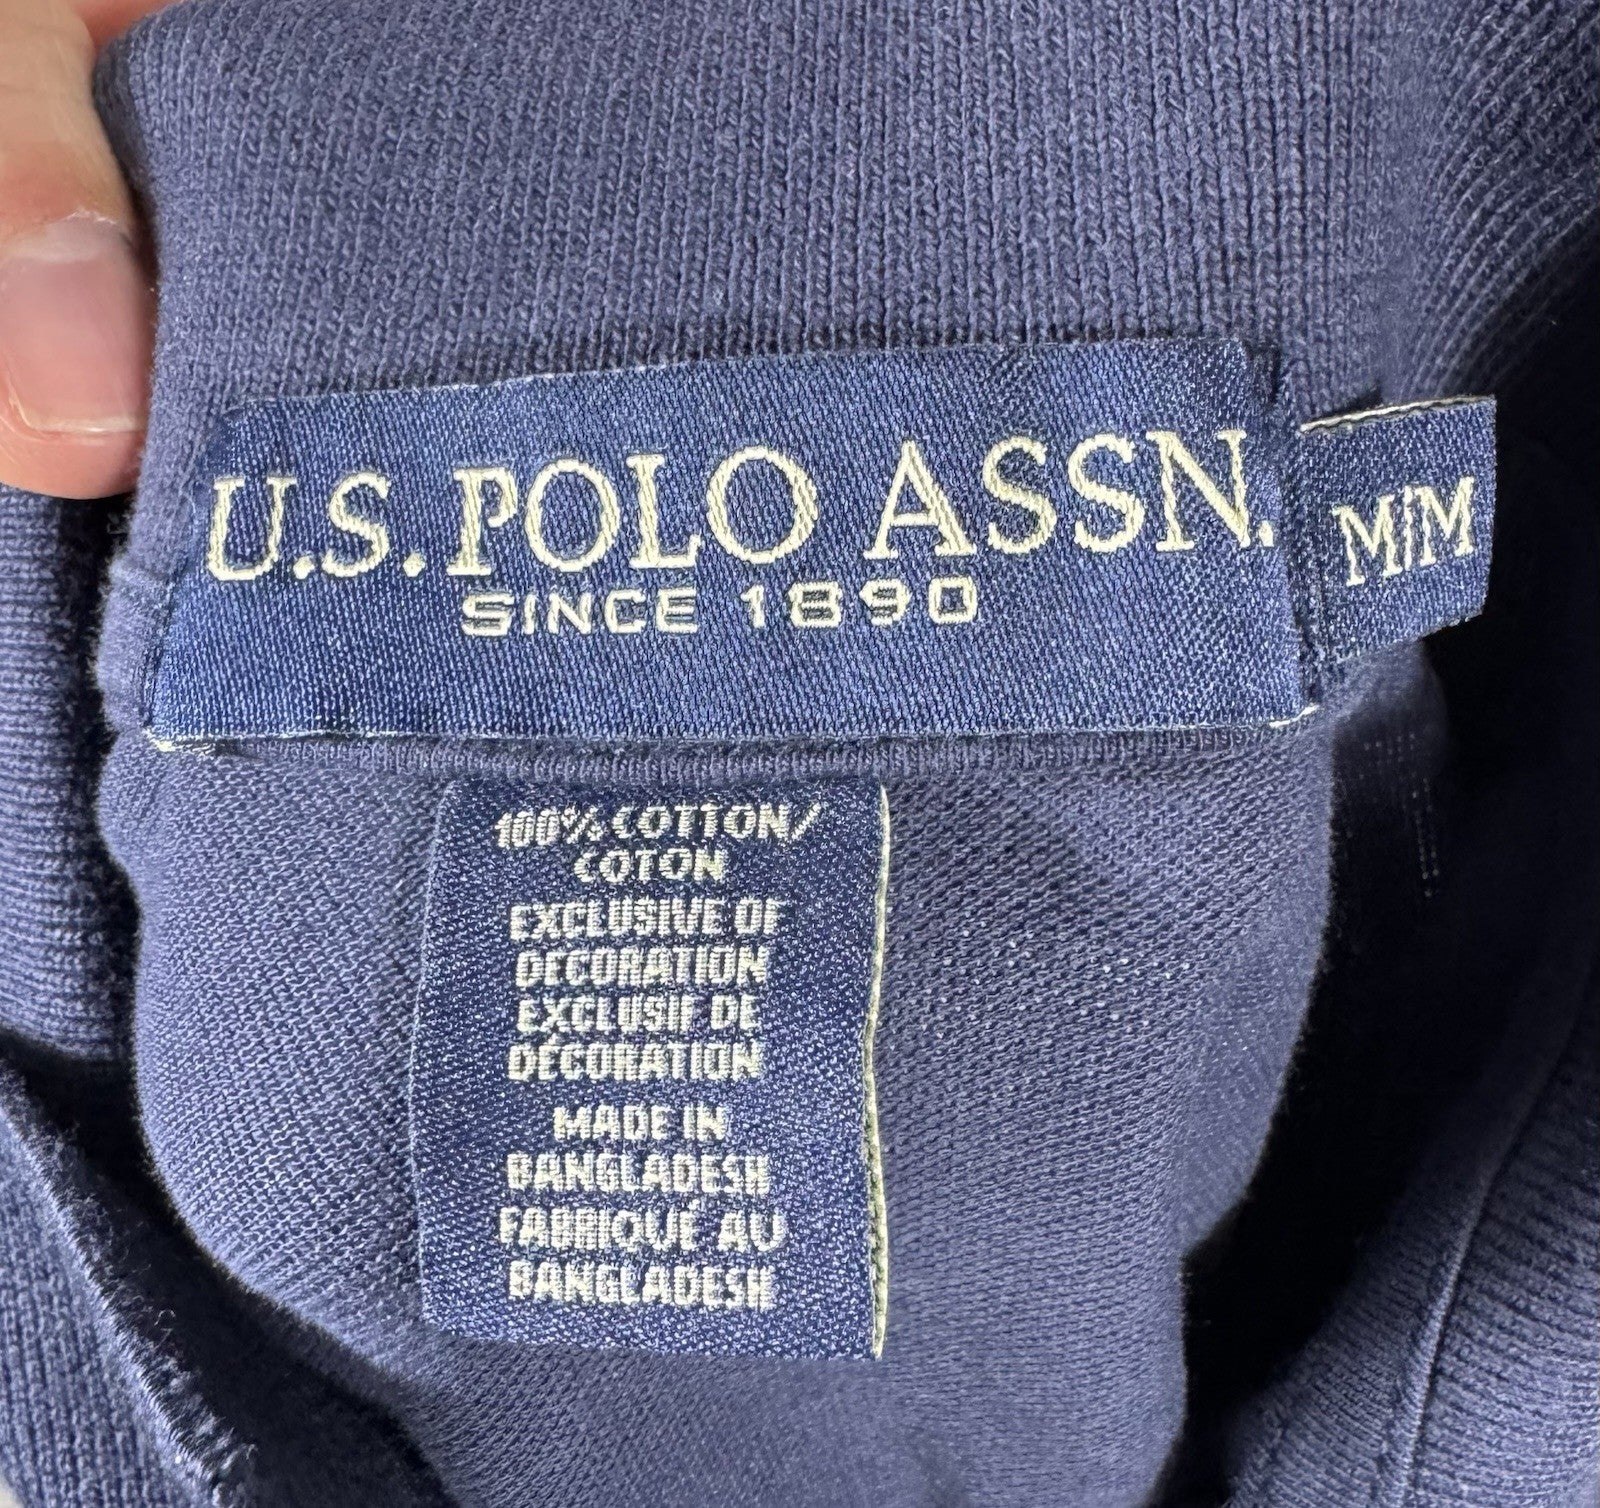 U.S. POLO ASSN.
SINCE 1890
M/M
100% COTTON/
COTON
EXCLUSIVE OF
DECORATION
EXCLUSIF DE
DÉCORATION
MADE IN
BANGLADESH
FABRIQUÉ AU
BANGLADESH